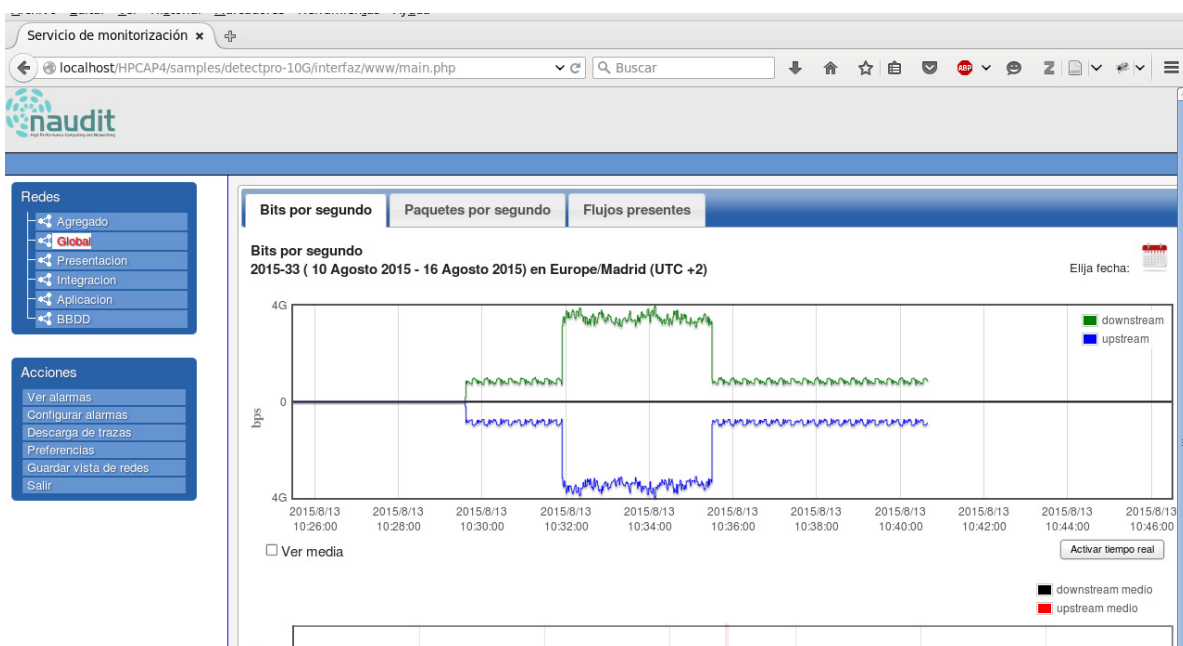 Servicio de monitorización ×
localhost/HPCAP4/samples/detectpro-10G/interfaz/www/main.php
Buscar
ABP
naudit
High Performance Computing and Networking
Redes
Agregado
Global
Presentacion
Integracion
Aplicacion
BBDD
Acciones
Ver alarmas
Configurar alarmas
Descarga de trazas
Preferencias
Guardar vista de redes
Salir
Bits por segundo Paquetes por segundo Flujos presentes
Bits por segundo
2015-33 ( 10 Agosto 2015 - 16 Agosto 2015) en Europe/Madrid (UTC +2)
Elija fecha:
4G
downstream
upstream
0
bps
4G
2015/8/13 2015/8/13 2015/8/13 2015/8/13 2015/8/13 2015/8/13 2015/8/13 2015/8/13 2015/8/13 2015/8/13 2015/8/13
10:26:00 10:28:00 10:30:00 10:32:00 10:34:00 10:36:00 10:38:00 10:40:00 10:42:00 10:44:00 10:46:00
Ver media
Activar tiempo real
downstream medio
upstream medio